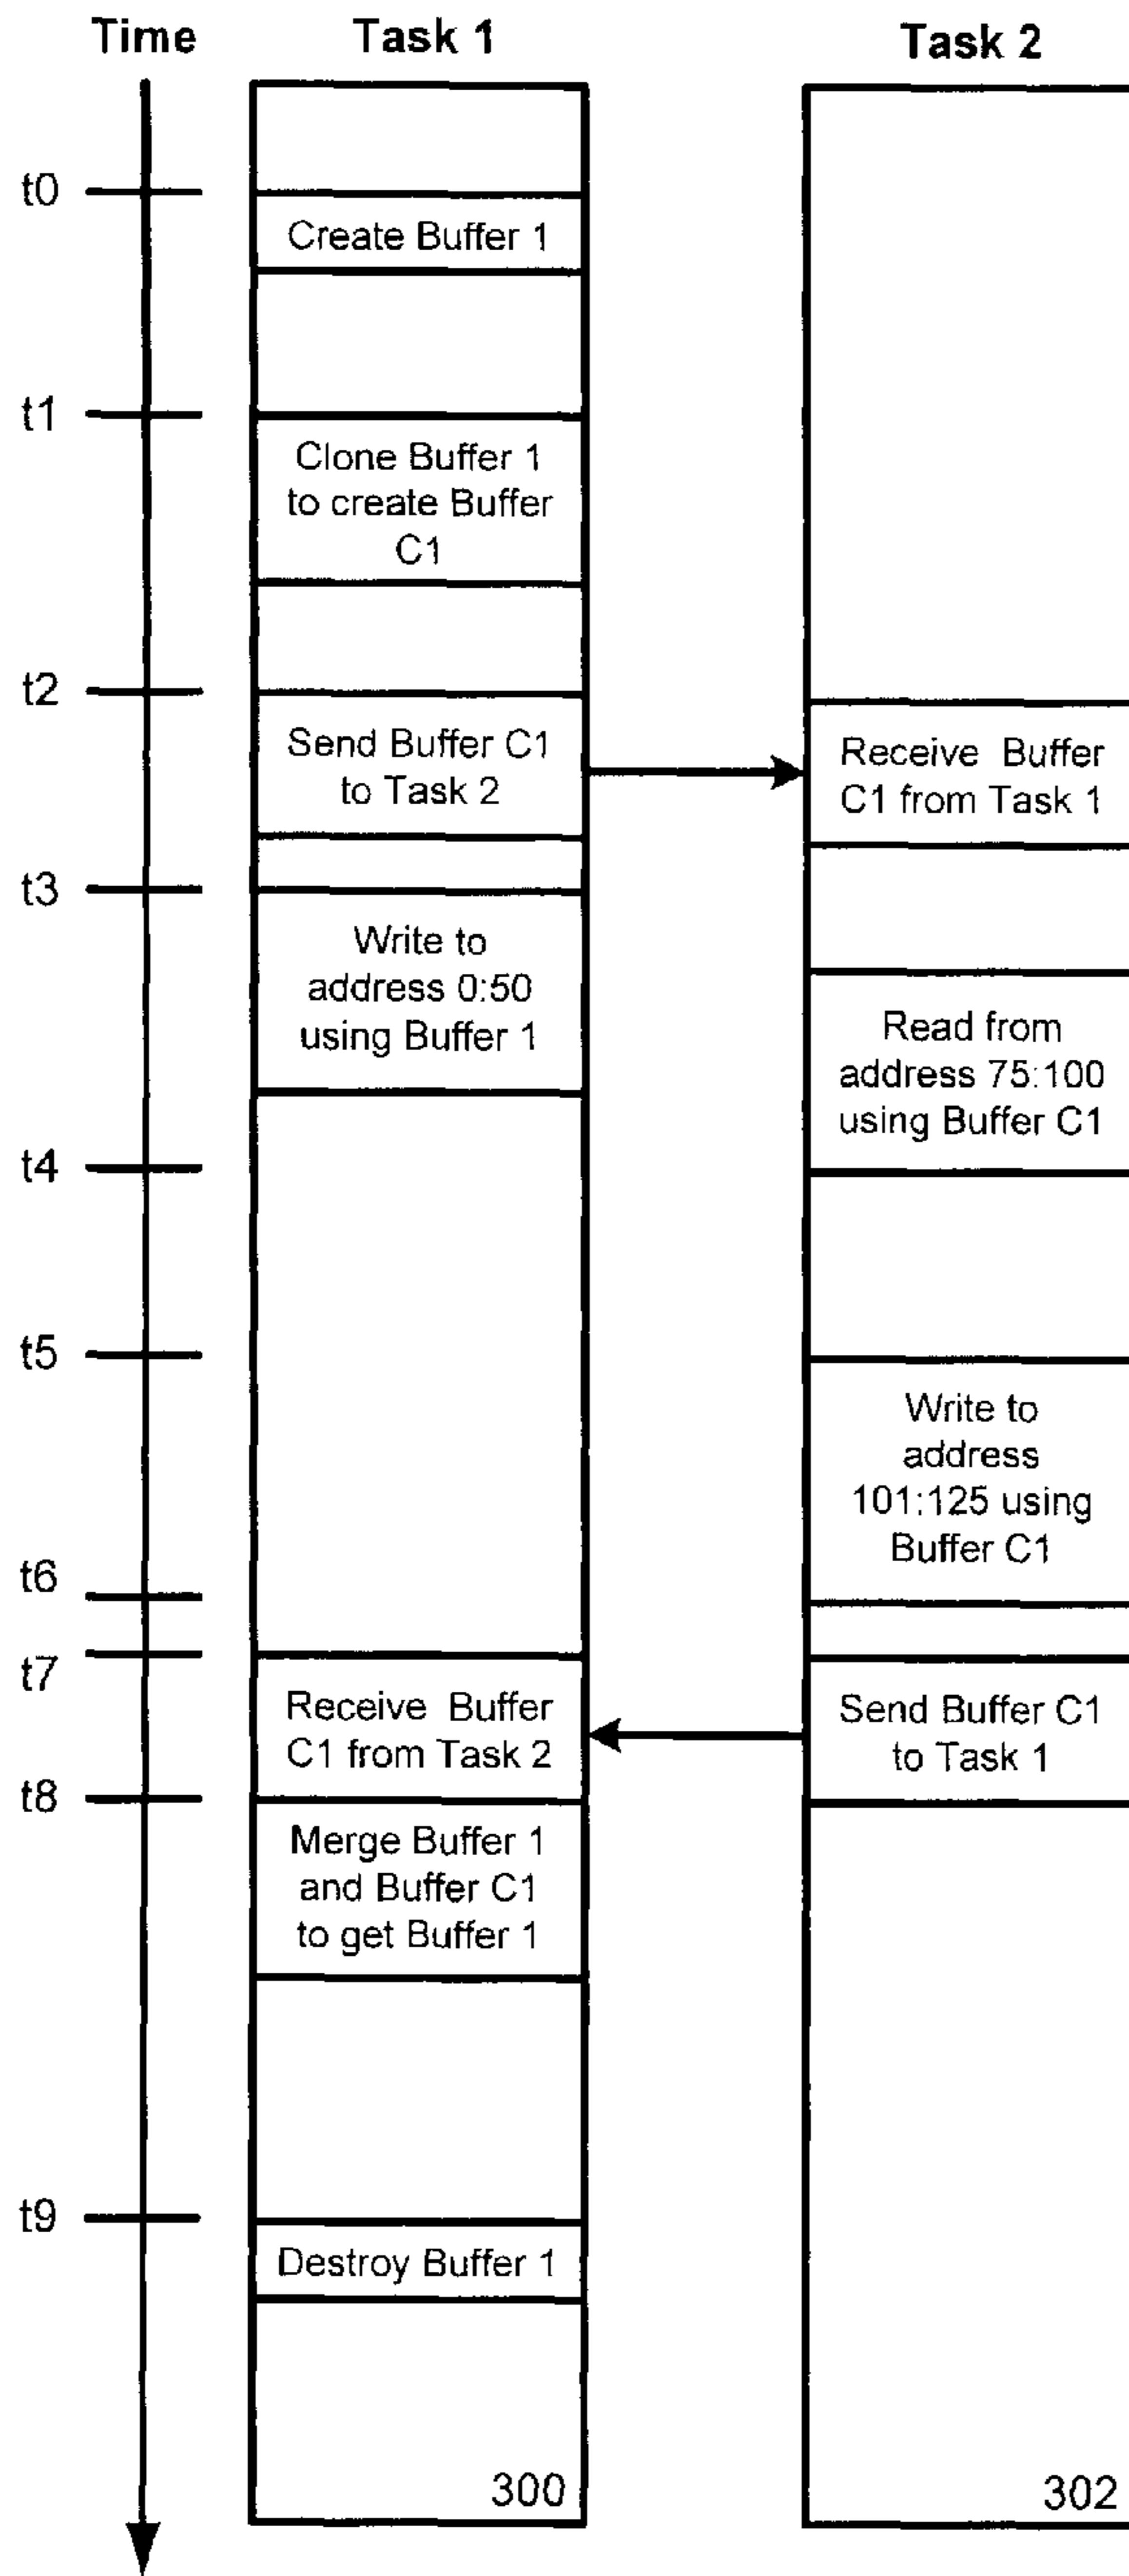 Time
Task 1
Task 2
t0
Create Buffer 1
t1
Clone Buffer 1
to create Buffer
C1
t2
Send Buffer C1
to Task 2
Receive Buffer
C1 from Task 1
t3
Write to
address 0:50
using Buffer 1
Read from
address 75:100
using Buffer C1
t4
t5
Write to
address
101:125 using
Buffer C1
t6
t7
Receive Buffer
C1 from Task 2
Send Buffer C1
to Task 1
t8
Merge Buffer 1
and Buffer C1
to get Buffer 1
t9
Destroy Buffer 1
300
302